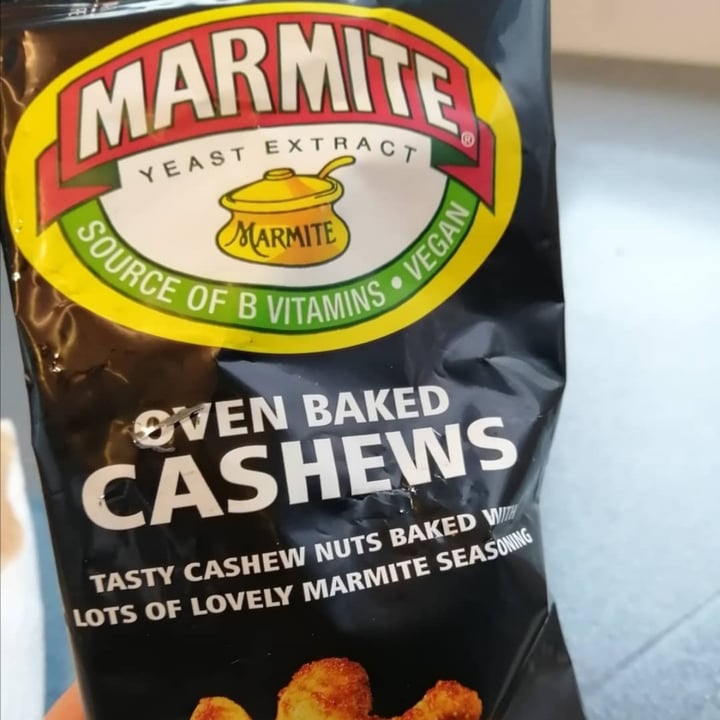 MARMITE®
YEAST EXTRACT
MARMITE
SOURCE OF B VITAMINS • VEGAN
OVEN BAKED
CASHEWS
TASTY CASHEW NUTS BAKED WITH
LOTS OF LOVELY MARMITE SEASONING